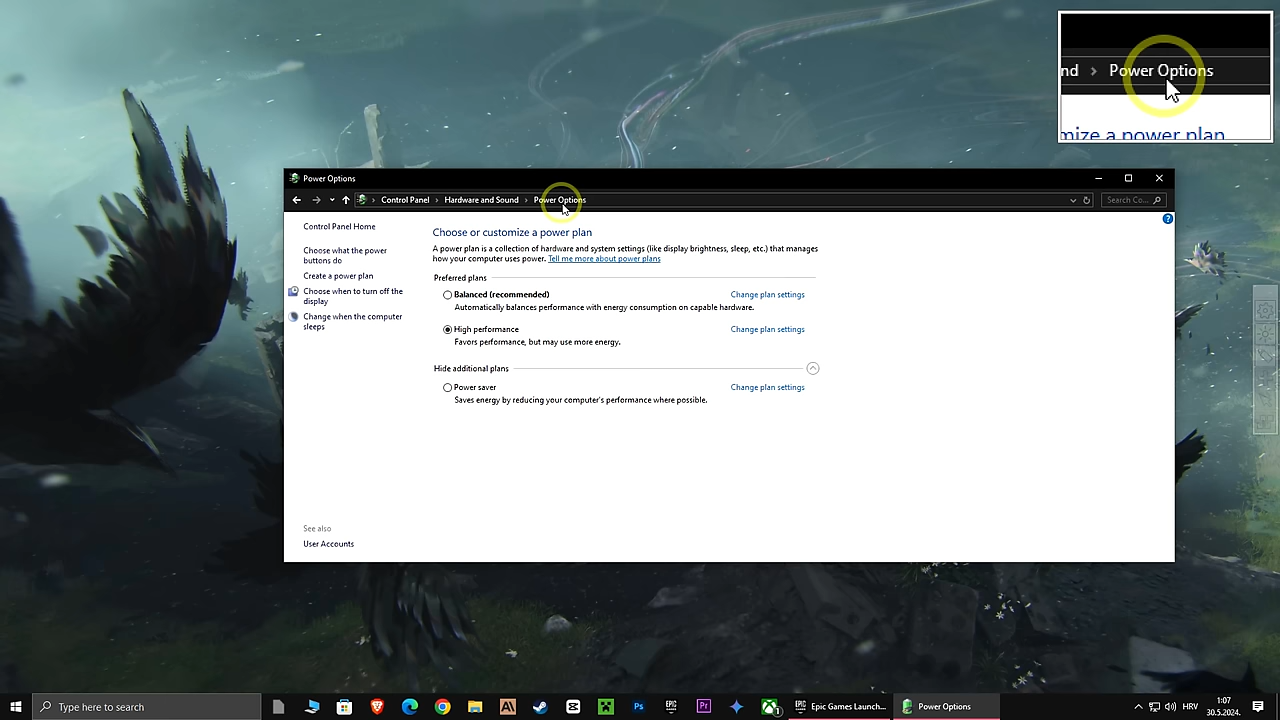 nd › Power Options
mize a power plan
Power Options
Control Panel › Hardware and Sound › Power Options
Search Co...
Control Panel Home
Choose what the power
buttons do
Create a power plan
Choose when to turn off the
display
Change when the computer
sleeps
See also
User Accounts
Choose or customize a power plan
A power plan is a collection of hardware and system settings (like display brightness, sleep, etc.) that manages
how your computer uses power. Tell me more about power plans
Preferred plans
Balanced (recommended) Change plan settings
Automatically balances performance with energy consumption on capable hardware.
High performance Change plan settings
Favors performance, but may use more energy.
Hide additional plans
Power saver Change plan settings
Saves energy by reducing your computer's performance where possible.
Type here to search
Ps
EPIC
Pr
1
EPIC
Epic Games Launch...
Power Options
HRV
1:07
30.5.2024.